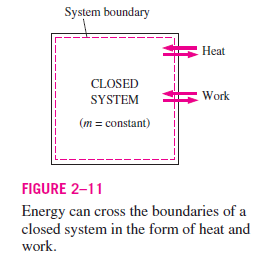 System boundary
Heat
CLOSED
SYSTEM
Work
(m = constant)
FIGURE 2–11
Energy can cross the boundaries of a
closed system in the form of heat and
work.